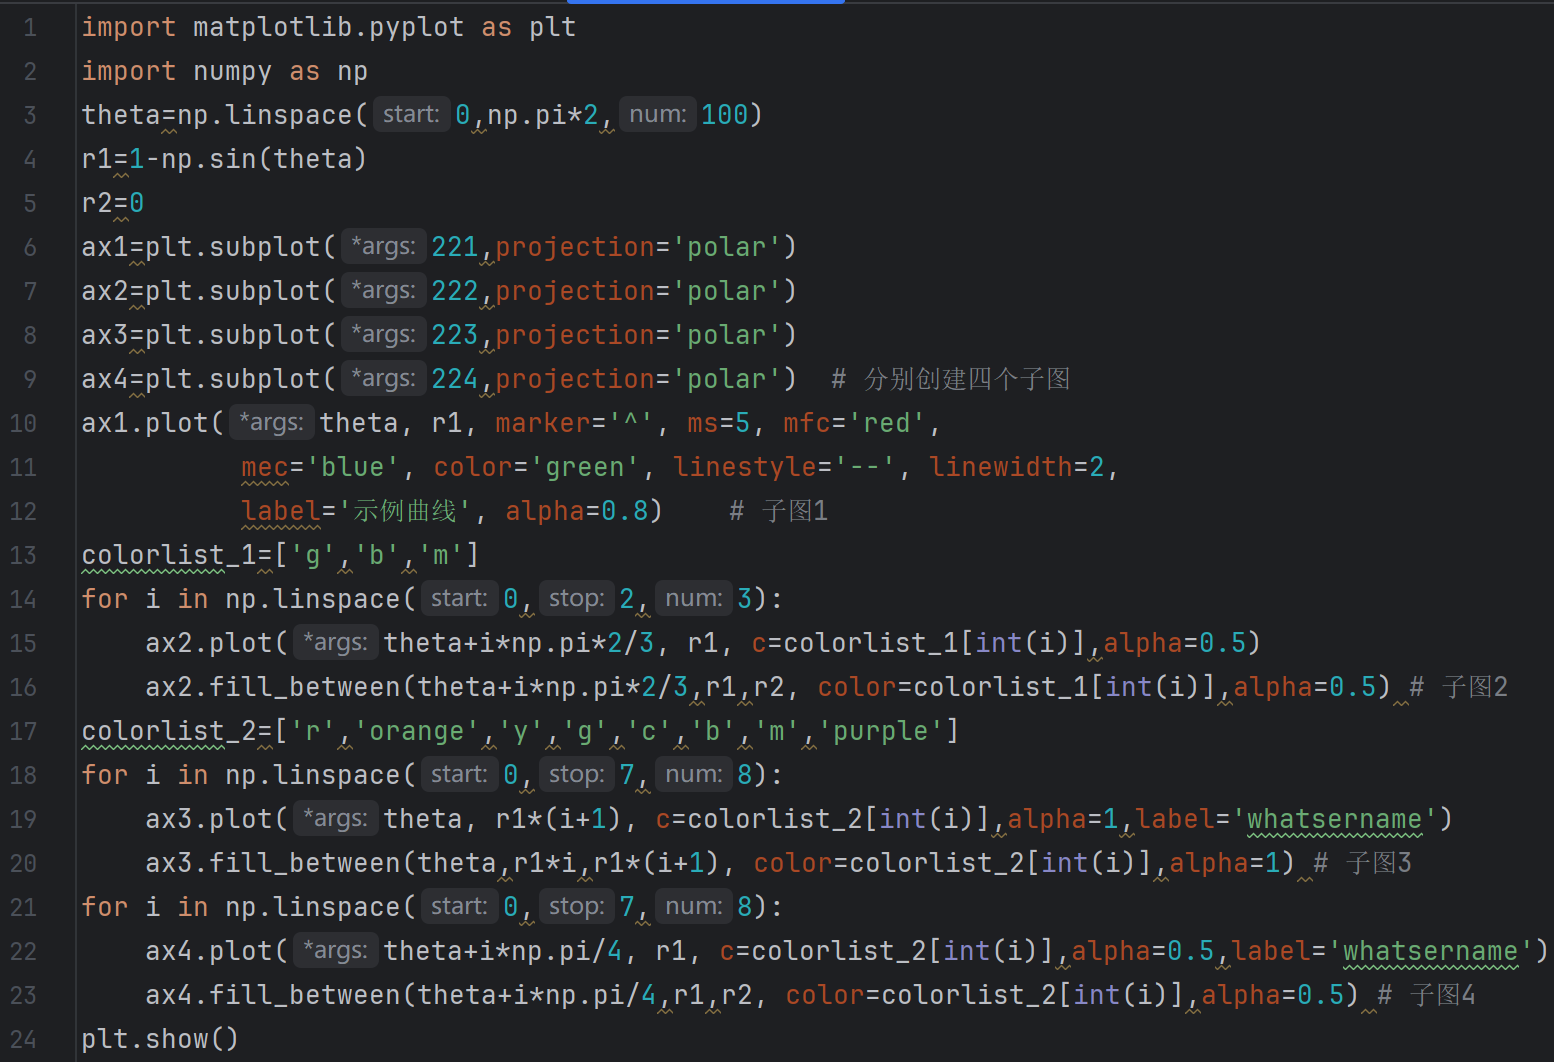 1 import matplotlib.pyplot as plt
2 import numpy as np
3 theta=np.linspace( start: 0,np.pi*2, num: 100)
4 r1=1-np.sin(theta)
5 r2=0
6 ax1=plt.subplot( *args: 221,projection='polar')
7 ax2=plt.subplot( *args: 222,projection='polar')
8 ax3=plt.subplot( *args: 223,projection='polar')
9 ax4=plt.subplot( *args: 224,projection='polar')  # 分别创建四个子图
10 ax1.plot( *args: theta, r1, marker='^', ms=5, mfc='red',
11           mec='blue', color='green', linestyle='--', linewidth=2,
12           label='示例曲线', alpha=0.8)    # 子图1
13 colorlist_1=['g','b','m']
14 for i in np.linspace( start: 0, stop: 2, num: 3):
15     ax2.plot( *args: theta+i*np.pi*2/3, r1, c=colorlist_1[int(i)],alpha=0.5)
16     ax2.fill_between(theta+i*np.pi*2/3,r1,r2, color=colorlist_1[int(i)],alpha=0.5) # 子图2
17 colorlist_2=['r','orange','y','g','c','b','m','purple']
18 for i in np.linspace( start: 0, stop: 7, num: 8):
19     ax3.plot( *args: theta, r1*(i+1), c=colorlist_2[int(i)],alpha=1,label='whatsername')
20     ax3.fill_between(theta,r1*i,r1*(i+1), color=colorlist_2[int(i)],alpha=1) # 子图3
21 for i in np.linspace( start: 0, stop: 7, num: 8):
22     ax4.plot( *args: theta+i*np.pi/4, r1, c=colorlist_2[int(i)],alpha=0.5,label='whatsername')
23     ax4.fill_between(theta+i*np.pi/4,r1,r2, color=colorlist_2[int(i)],alpha=0.5) # 子图4
24 plt.show()